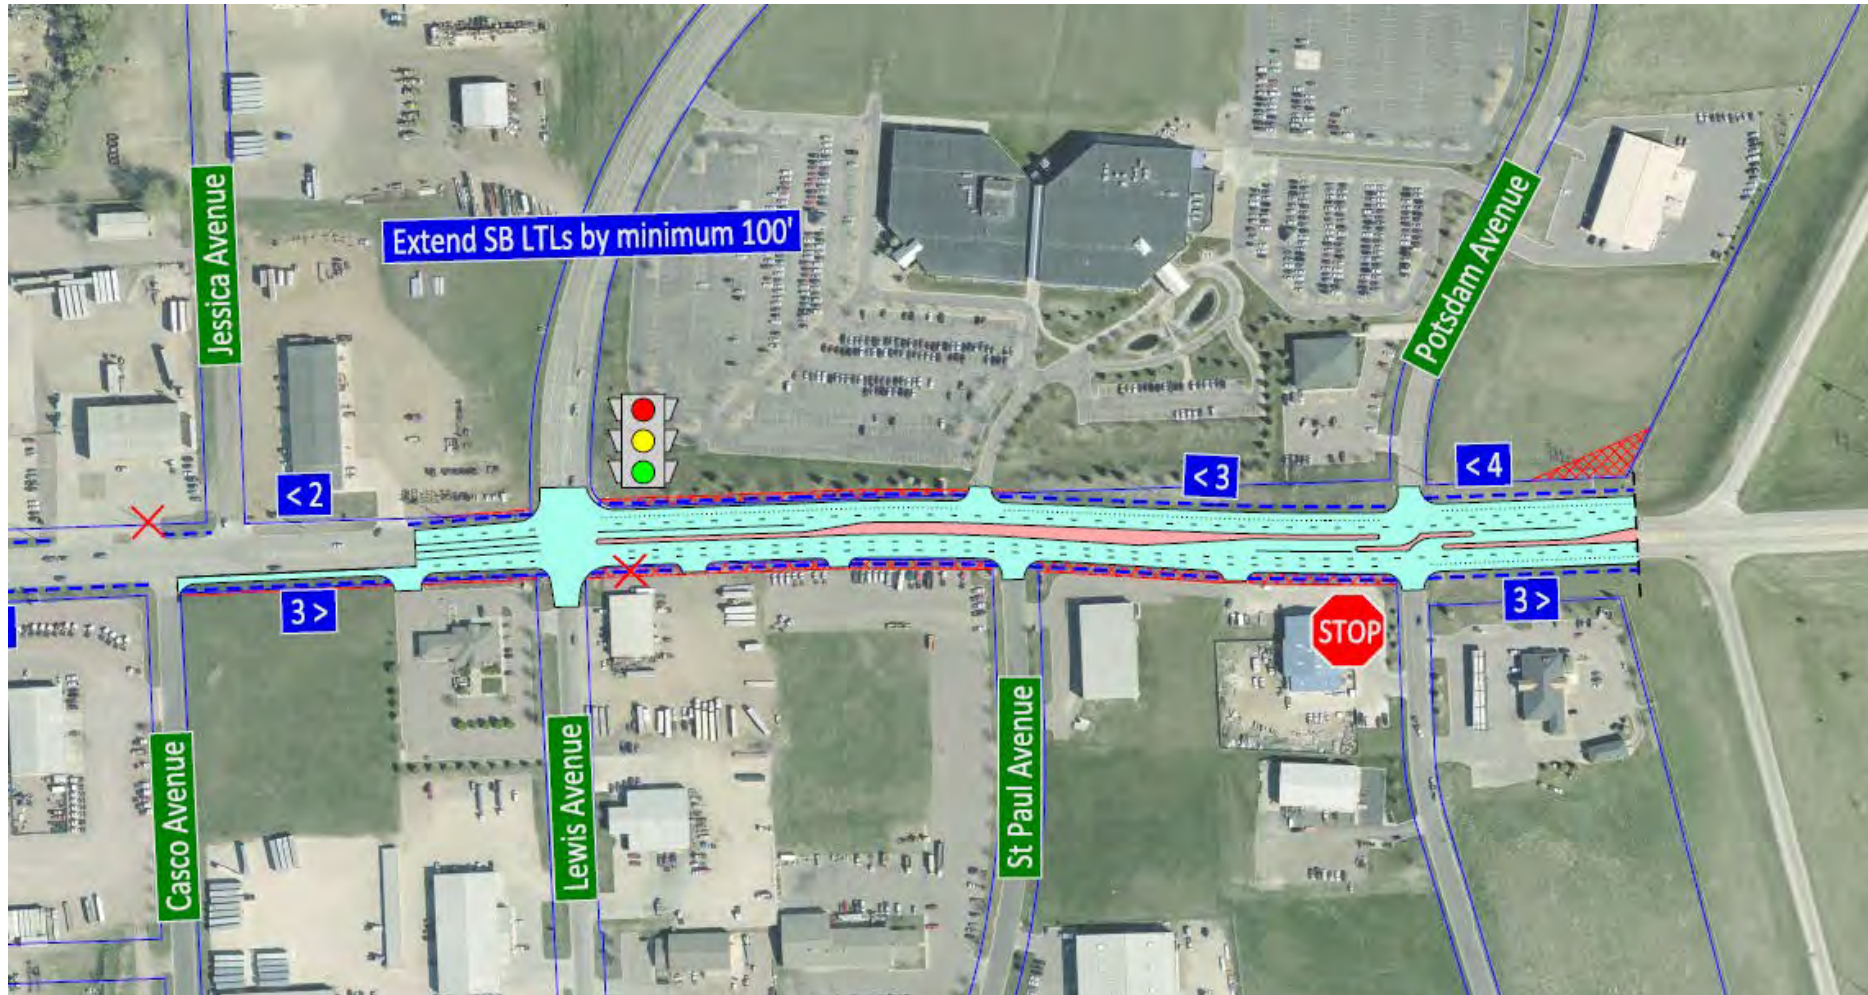 Extend SB LTLs by minimum 100'
Jessica Avenue
Potsdam Avenue
< 2
< 3
< 4
3 >
3 >
STOP
Casco Avenue
Lewis Avenue
St Paul Avenue